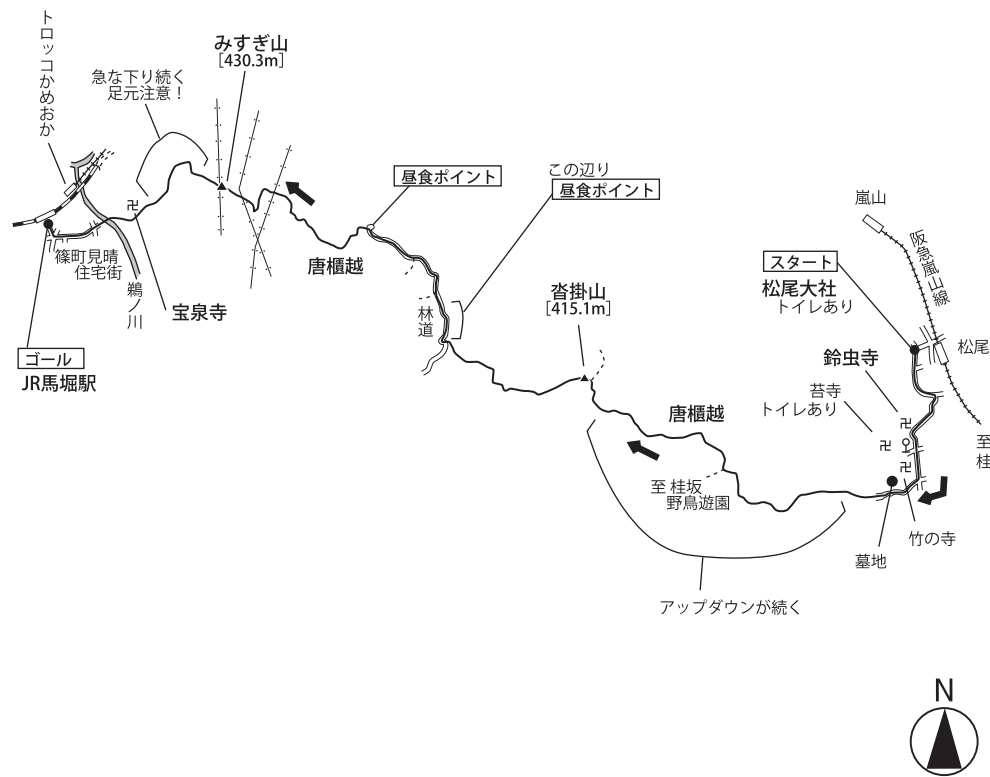 トロッコかめおか
急な下り続く
足元注意！
みすぎ山
［430.3m］
昼食ポイント
この辺り
昼食ポイント
嵐山
阪急嵐山線
スタート
松尾大社
トイレあり
松尾
篠町見晴
住宅街
鵜ノ川
宝泉寺
唐櫃越
林道
沓掛山
［415.1m］
鈴虫寺
苔寺
トイレあり
ゴール
JR馬堀駅
唐櫃越
至
桂
至 桂坂
野鳥遊園
竹の寺
墓地
アップダウンが続く
N